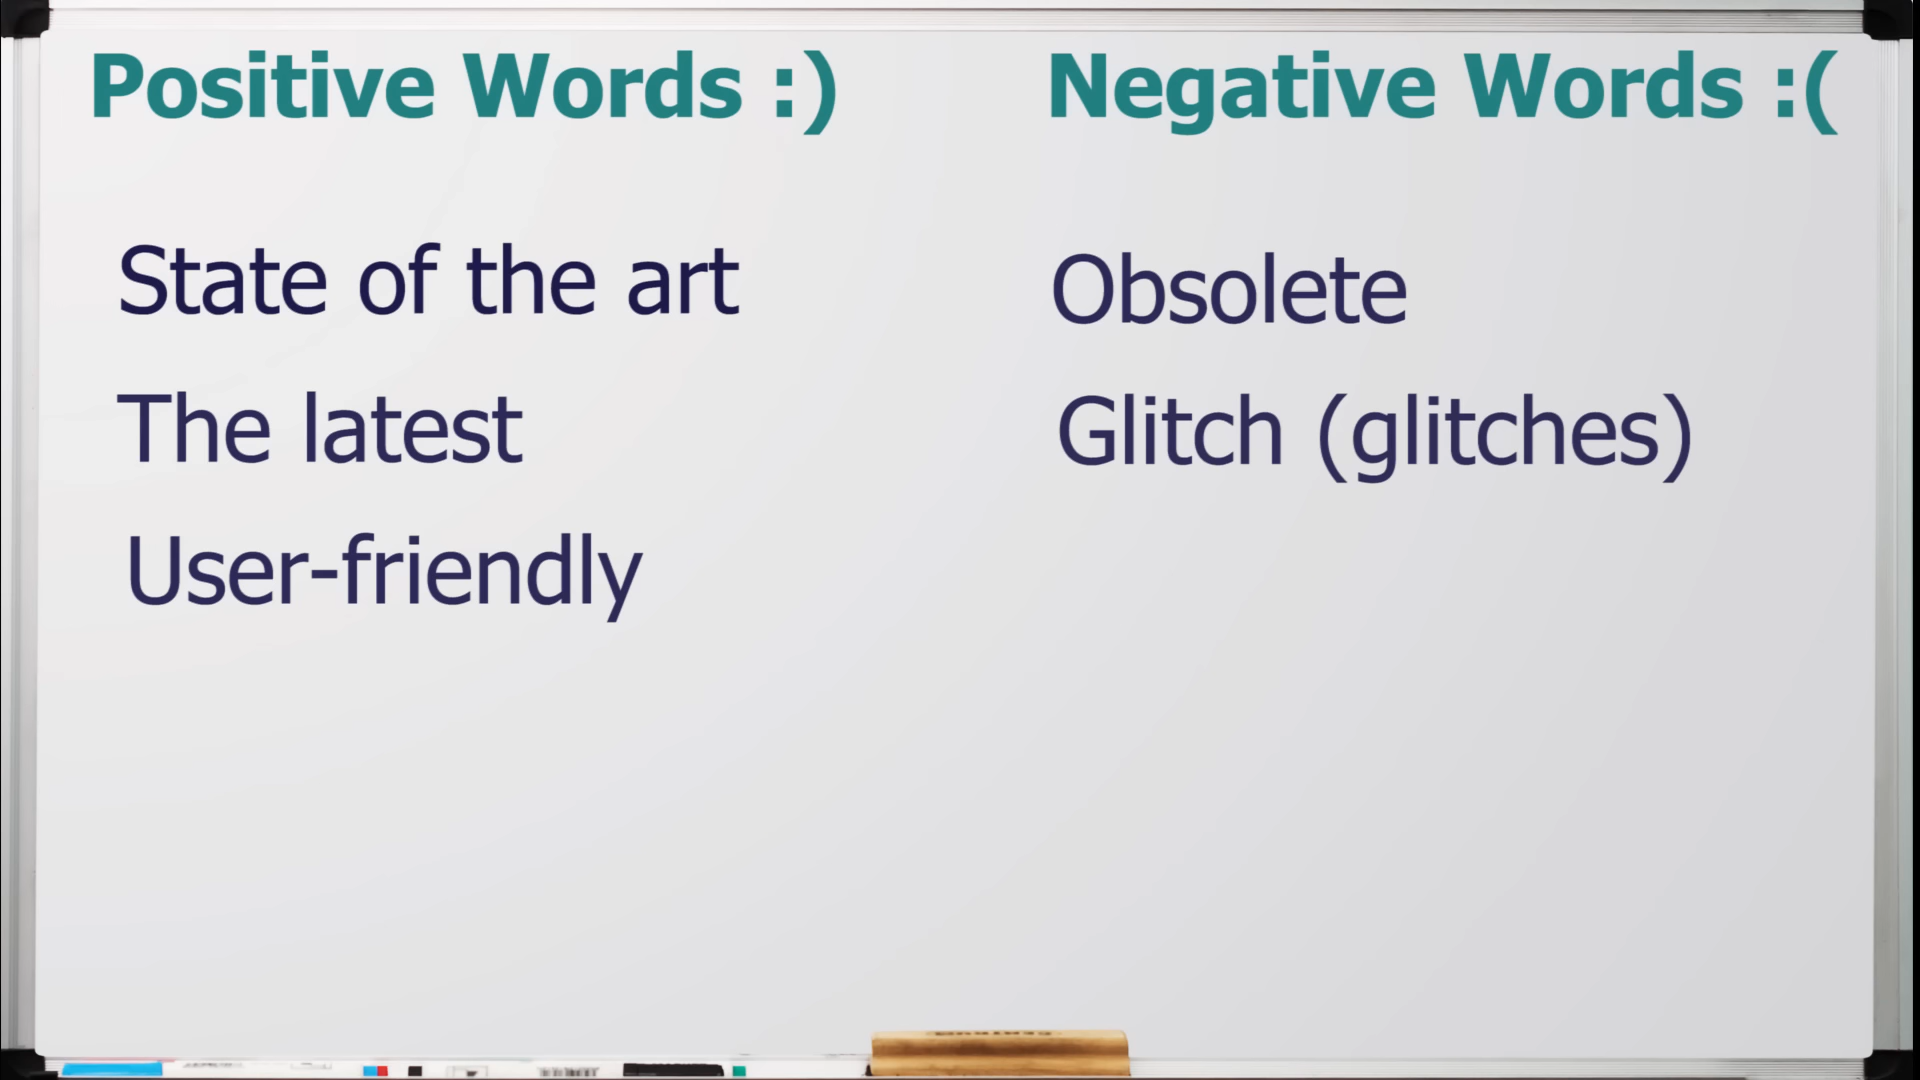 Positive Words :)
State of the art
The latest
User-friendly
Negative Words :(
Obsolete
Glitch (glitches)